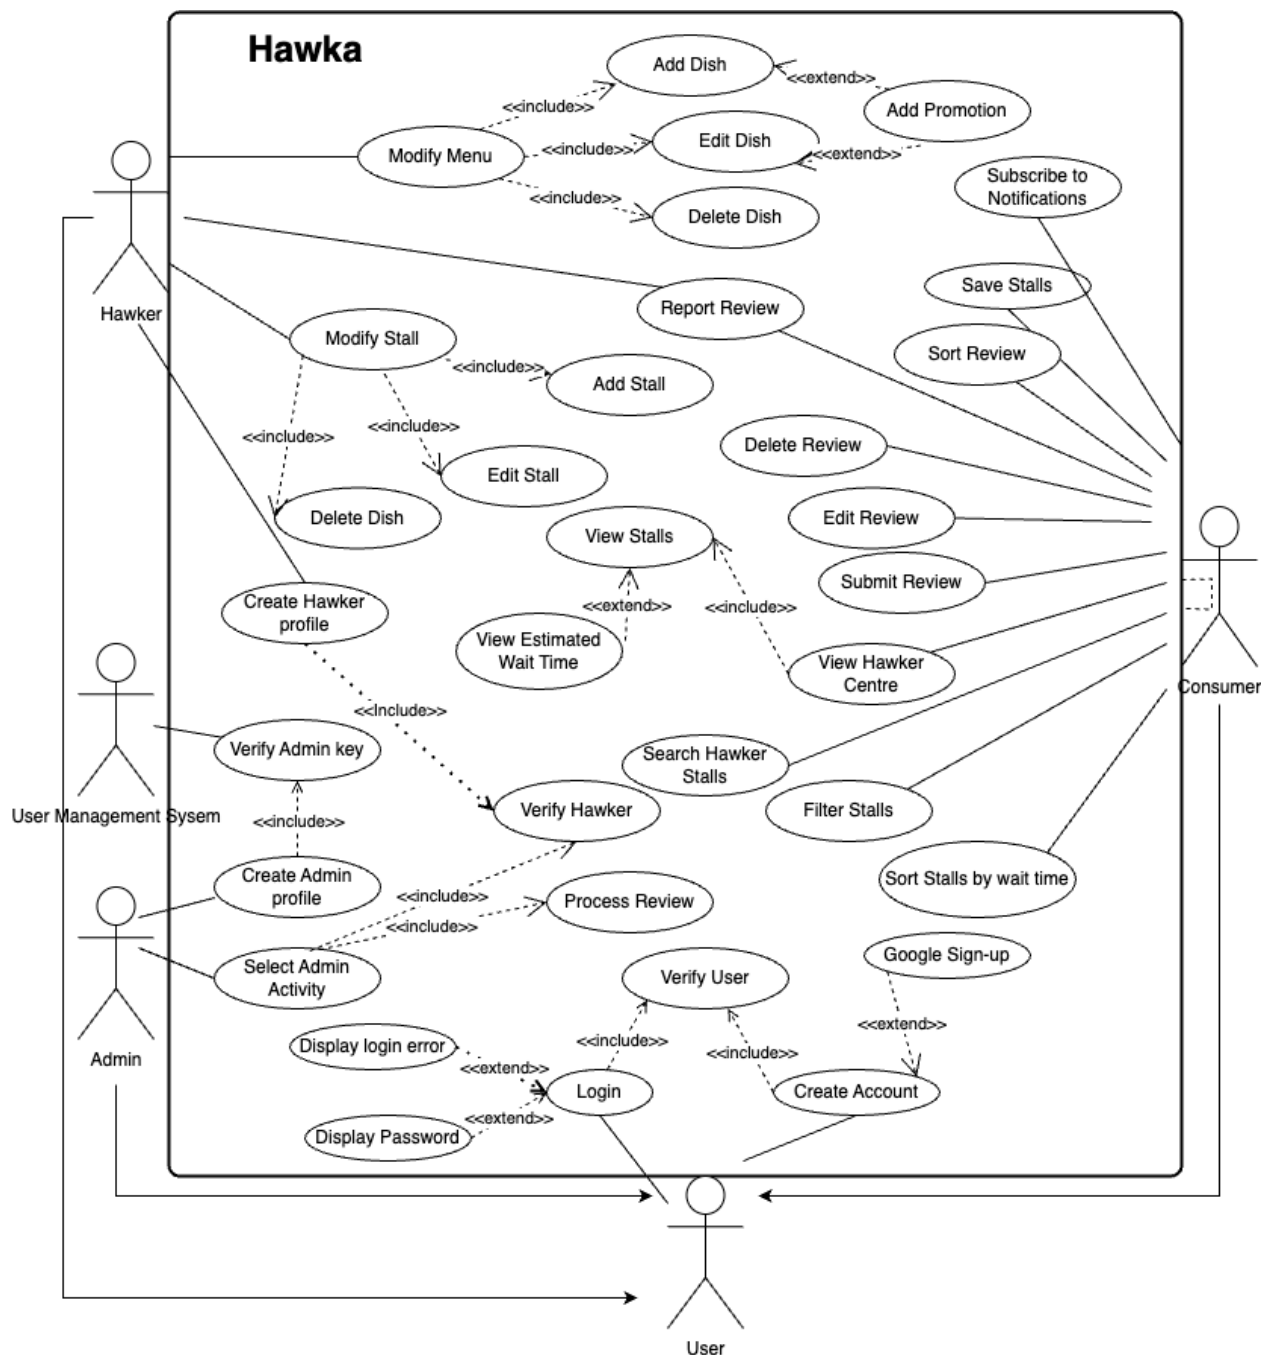 Hawka
Add Dish
<<extend>>
Add Promotion
<<include>>
Modify Menu
<<include>>
Edit Dish
<<extend>>
<<include>>
Delete Dish
Subscribe to
Notifications
Hawker
Report Review
Save Stalls
Sort Review
Modify Stall
<<include>>
Add Stall
<<include>>
<<include>>
Delete Review
Edit Stall
Delete Dish
Edit Review
View Stalls
Submit Review
Create Hawker
profile
<<extend>>
<<include>>
View Estimated
Wait Time
View Hawker
Centre
Consumer
<<Include>>
Verify Admin key
Search Hawker
Stalls
User Management Sysem
<<include>>
Verify Hawker
Filter Stalls
Create Admin
profile
<<include>>
Process Review
<<include>>
Sort Stalls by wait time
Select Admin
Activity
Verify User
Google Sign-up
Admin
Display login error
<<include>>
<<extend>>
<<include>>
<<extend>>
Login
Create Account
<<extend>>
Display Password
User